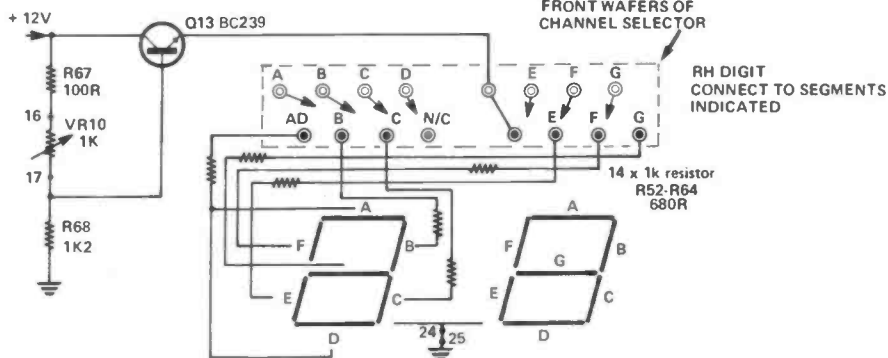 + 12V
Q13 BC239
FRONT WAFERS OF
CHANNEL SELECTOR
R67
100R
16
VR10
1K
17
R68
1K2
A B C D E F G
AD B C N/C E F G
RH DIGIT
CONNECT TO SEGMENTS
INDICATED
14 x 1k resistor
R52-R64
680R
A
F
B
E
C
D
A
F
B
G
E
C
D
24
25